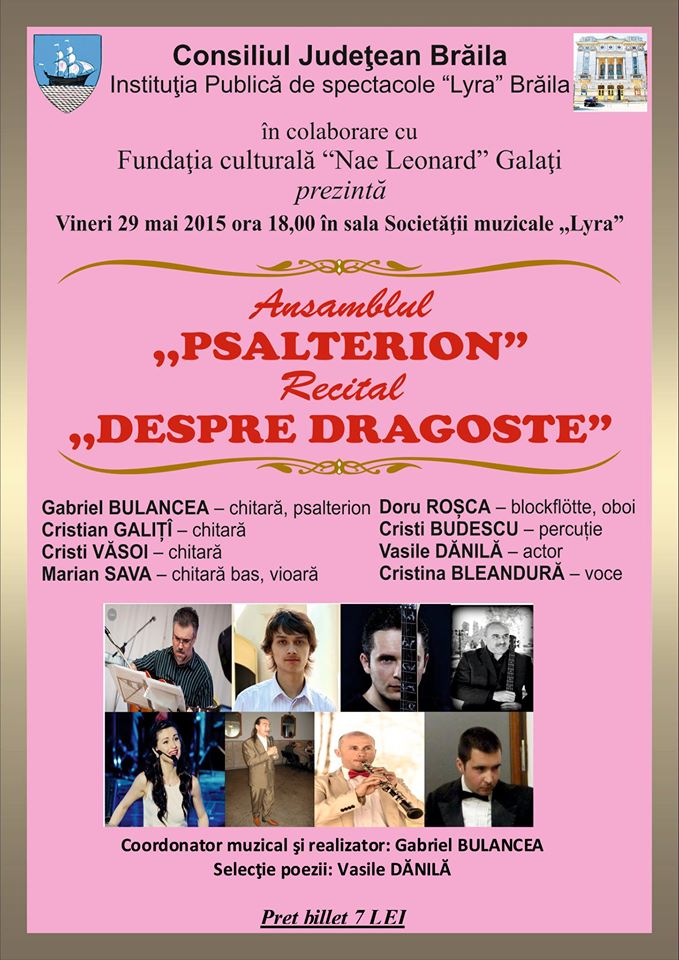 Consiliul Judeţean Brăila
Instituţia Publică de spectacole “Lyra” Brăila
în colaborare cu
Fundaţia culturală “Nae Leonard” Galaţi
prezintă
Vineri 29 mai 2015 ora 18,00 în sala Societăţii muzicale ,,Lyra”
Ansamblul
,,PSALTERION”
Recital
,,DESPRE DRAGOSTE”
Gabriel BULANCEA – chitară, psalterion
Cristian GALIȚÎ – chitară
Cristi VĂSOI – chitară
Marian SAVA – chitară bas, vioară
Doru ROȘCA – blockflötte, oboi
Cristi BUDESCU – percuție
Vasile DĂNILĂ – actor
Cristina BLEANDURĂ – voce
Coordonator muzical şi realizator: Gabriel BULANCEA
Selecţie poezii: Vasile DĂNILĂ
Pret billet 7 LEI